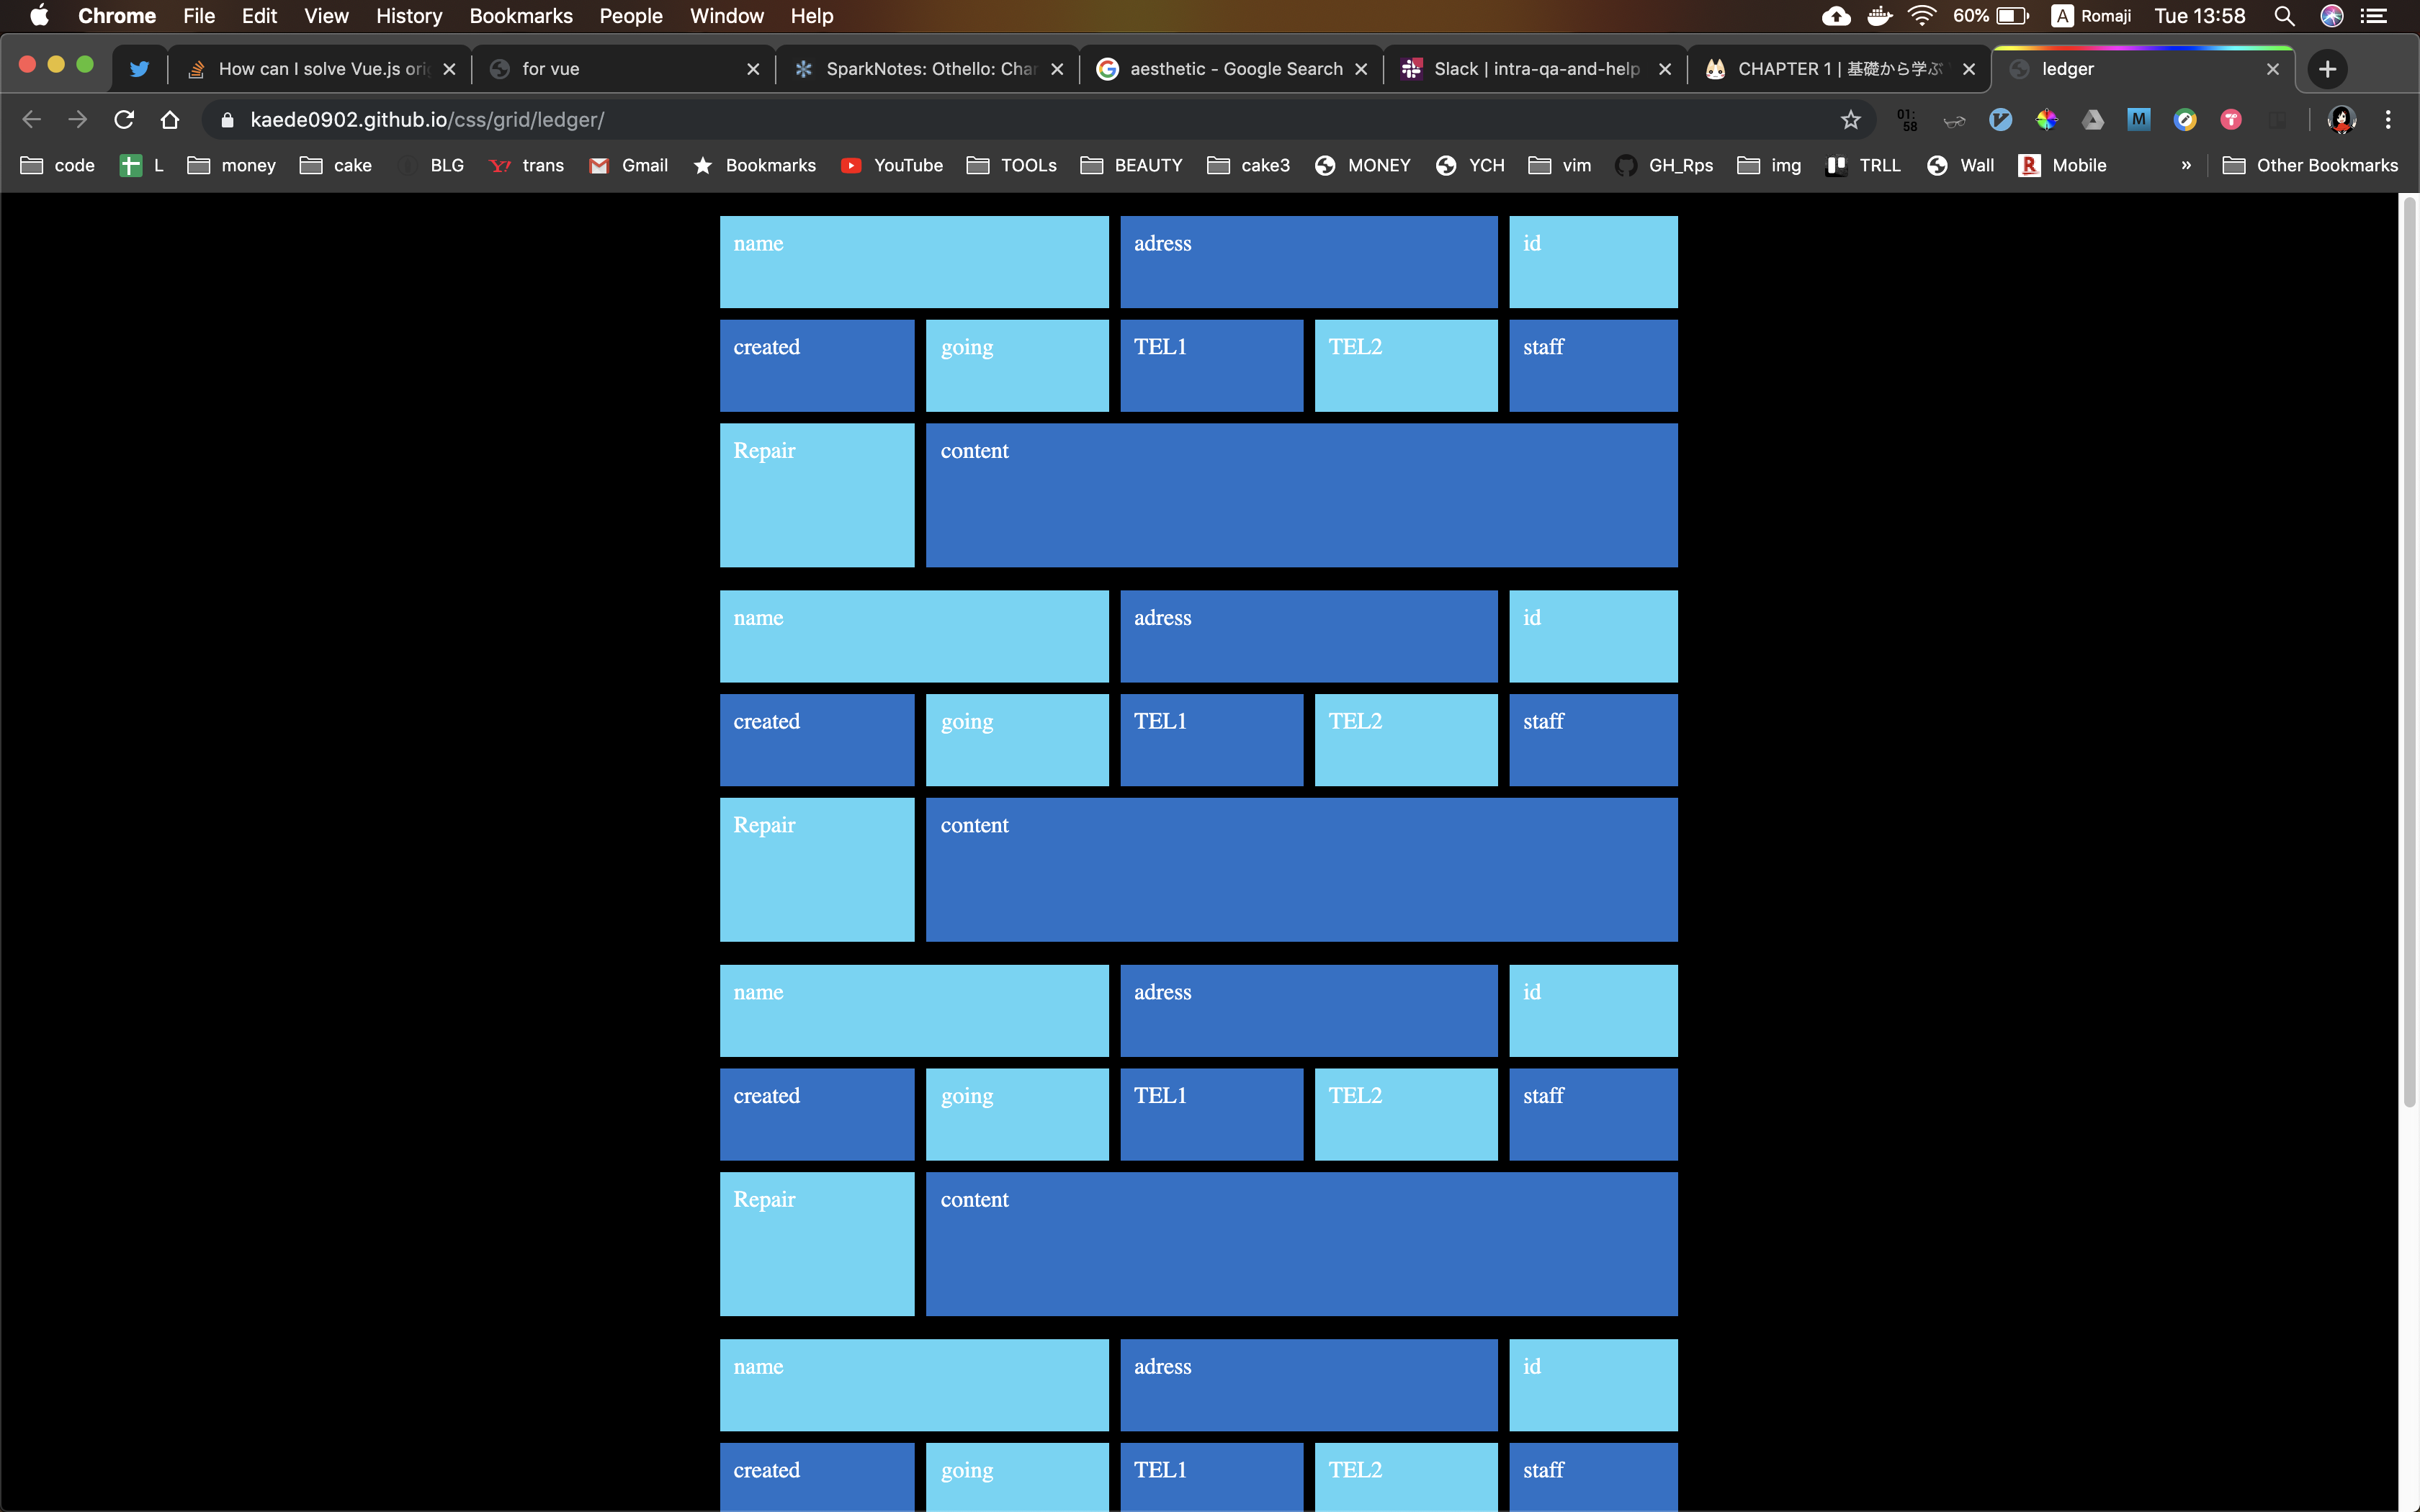 Chrome File Edit View History Bookmarks People Window Help 60% A Romaji Tue 13:58
How can I solve Vue.js ori for vue SparkNotes: Othello: Char aesthetic - Google Search Slack | intra-qa-and-help CHAPTER 1 | 基礎から学ぶ ledger
kaede0902.github.io/css/grid/ledger/ 01: 58 M
code L money cake BLG Y! trans Gmail Bookmarks YouTube TOOLs BEAUTY cake3 MONEY YCH vim GH_Rps img TRLL Wall R Mobile » Other Bookmarks
name adress id
created going TEL1 TEL2 staff
Repair content
name adress id
created going TEL1 TEL2 staff
Repair content
name adress id
created going TEL1 TEL2 staff
Repair content
name adress id
created going TEL1 TEL2 staff